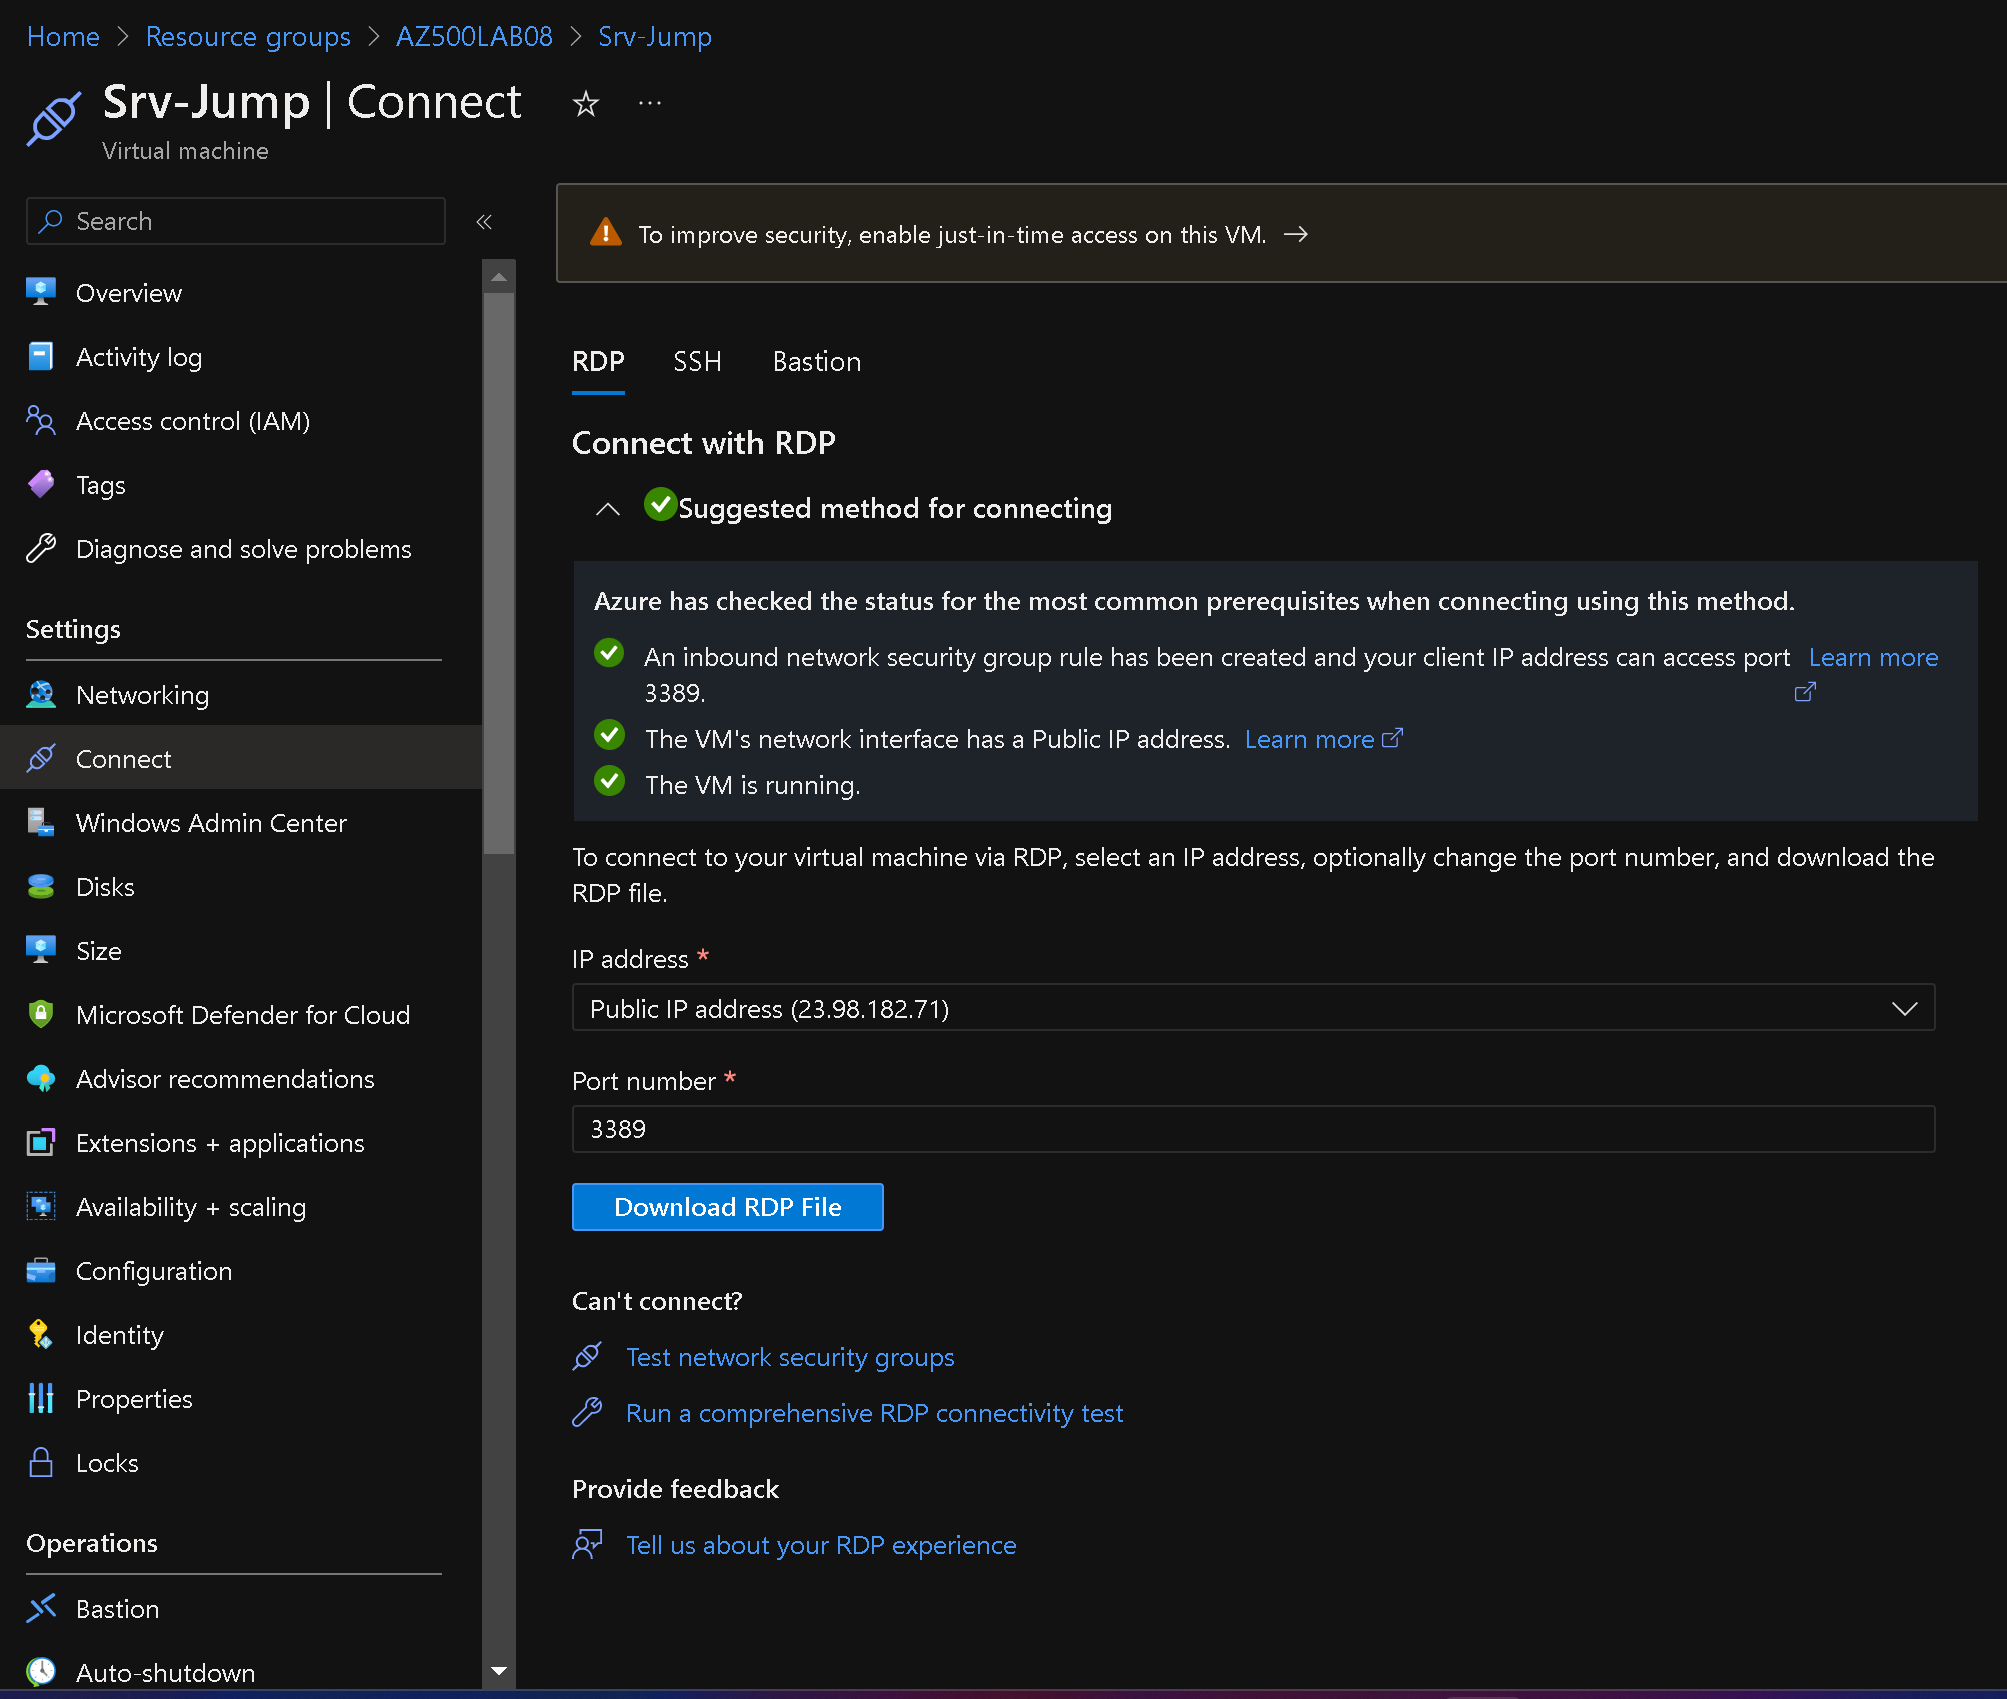 Home > Resource groups > AZ500LAB08 > Srv-Jump
Srv-Jump | Connect
Virtual machine
Search
Overview
Activity log
Access control (IAM)
Tags
Diagnose and solve problems
Settings
Networking
Connect
Windows Admin Center
Disks
Size
Microsoft Defender for Cloud
Advisor recommendations
Extensions + applications
Availability + scaling
Configuration
Identity
Properties
Locks
Operations
Bastion
Auto-shutdown
To improve security, enable just-in-time access on this VM. →
RDP SSH Bastion
Connect with RDP
Suggested method for connecting
Azure has checked the status for the most common prerequisites when connecting using this method.
An inbound network security group rule has been created and your client IP address can access port Learn more
3389.
The VM's network interface has a Public IP address. Learn more
The VM is running.
To connect to your virtual machine via RDP, select an IP address, optionally change the port number, and download the
RDP file.
IP address *
Public IP address (23.98.182.71)
Port number *
3389
Download RDP File
Can't connect?
Test network security groups
Run a comprehensive RDP connectivity test
Provide feedback
Tell us about your RDP experience